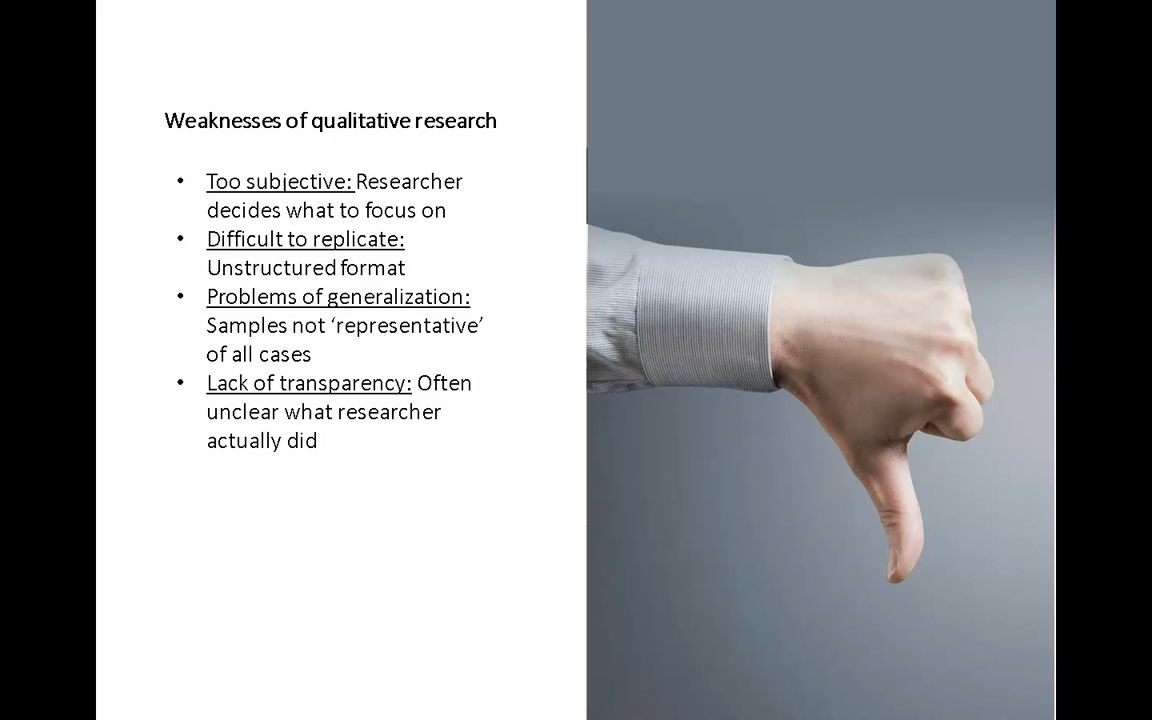 Weaknesses of qualitative research
• Too subjective: Researcher
decides what to focus on
• Difficult to replicate:
Unstructured format
• Problems of generalization:
Samples not ‘representative’
of all cases
• Lack of transparency: Often
unclear what researcher
actually did